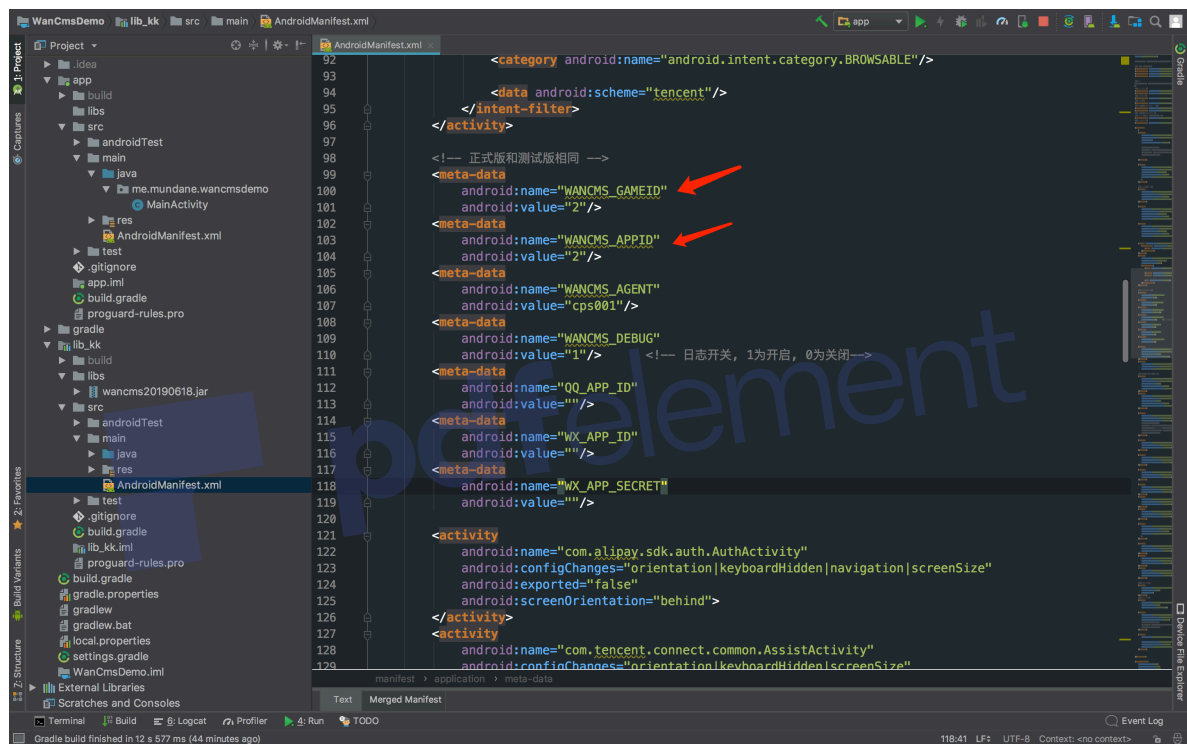 WanCmsDemo lib_kk src main AndroidManifest.xml app
1: Project
Captures
2: Favorites
Build Variants
Z: Structure
Project
.idea
app
build
libs
src
androidTest
main
java
me.mundane.wancmsdemo
MainActivity
res
AndroidManifest.xml
test
.gitignore
app.iml
build.gradle
proguard-rules.pro
gradle
lib_kk
build
libs
wancms20190618.jar
src
androidTest
main
java
res
AndroidManifest.xml
test
.gitignore
build.gradle
lib_kk.iml
proguard-rules.pro
build.gradle
gradle.properties
gradlew
gradlew.bat
local.properties
settings.gradle
WanCmsDemo.iml
External Libraries
Scratches and Consoles
AndroidManifest.xml
92 <category android:name="android.intent.category.BROWSABLE"/>
93
94 <data android:scheme="tencent"/>
95 </intent-filter>
96 </activity>
97
98 <!-- 正式版和测试版相同 -->
99 <meta-data
100 android:name="WANCMS_GAMEID"
101 android:value="2"/>
102 <meta-data
103 android:name="WANCMS_APPID"
104 android:value="2"/>
105 <meta-data
106 android:name="WANCMS_AGENT"
107 android:value="cps001"/>
108 <meta-data
109 android:name="WANCMS_DEBUG"
110 android:value="1"/> <!-- 日志开关, 1为开启, 0为关闭-->
111 <meta-data
112 android:name="QQ_APP_ID"
113 android:value=""/>
114 <meta-data
115 android:name="WX_APP_ID"
116 android:value=""/>
117 <meta-data
118 android:name="WX_APP_SECRET"
119 android:value=""/>
120
121 <activity
122 android:name="com.alipay.sdk.auth.AuthActivity"
123 android:configChanges="orientation|keyboardHidden|navigation|screenSize"
124 android:exported="false"
125 android:screenOrientation="behind">
126 </activity>
127 <activity
128 android:name="com.tencent.connect.common.AssistActivity"
129 android:configChanges="orientation|keyboardHidden|screenSize"
pdfelement
manifest › application › meta-data
Text Merged Manifest
Gradle
Device File Explorer
Terminal Build 6: Logcat Profiler 4: Run TODO Event Log
Gradle build finished in 12 s 577 ms (44 minutes ago) 118:41 LF÷ UTF-8 Context: <no context>